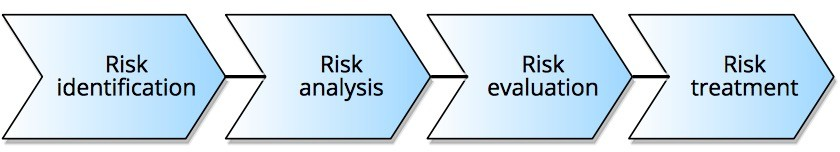 Risk
identification
Risk
analysis
Risk
evaluation
Risk
treatment